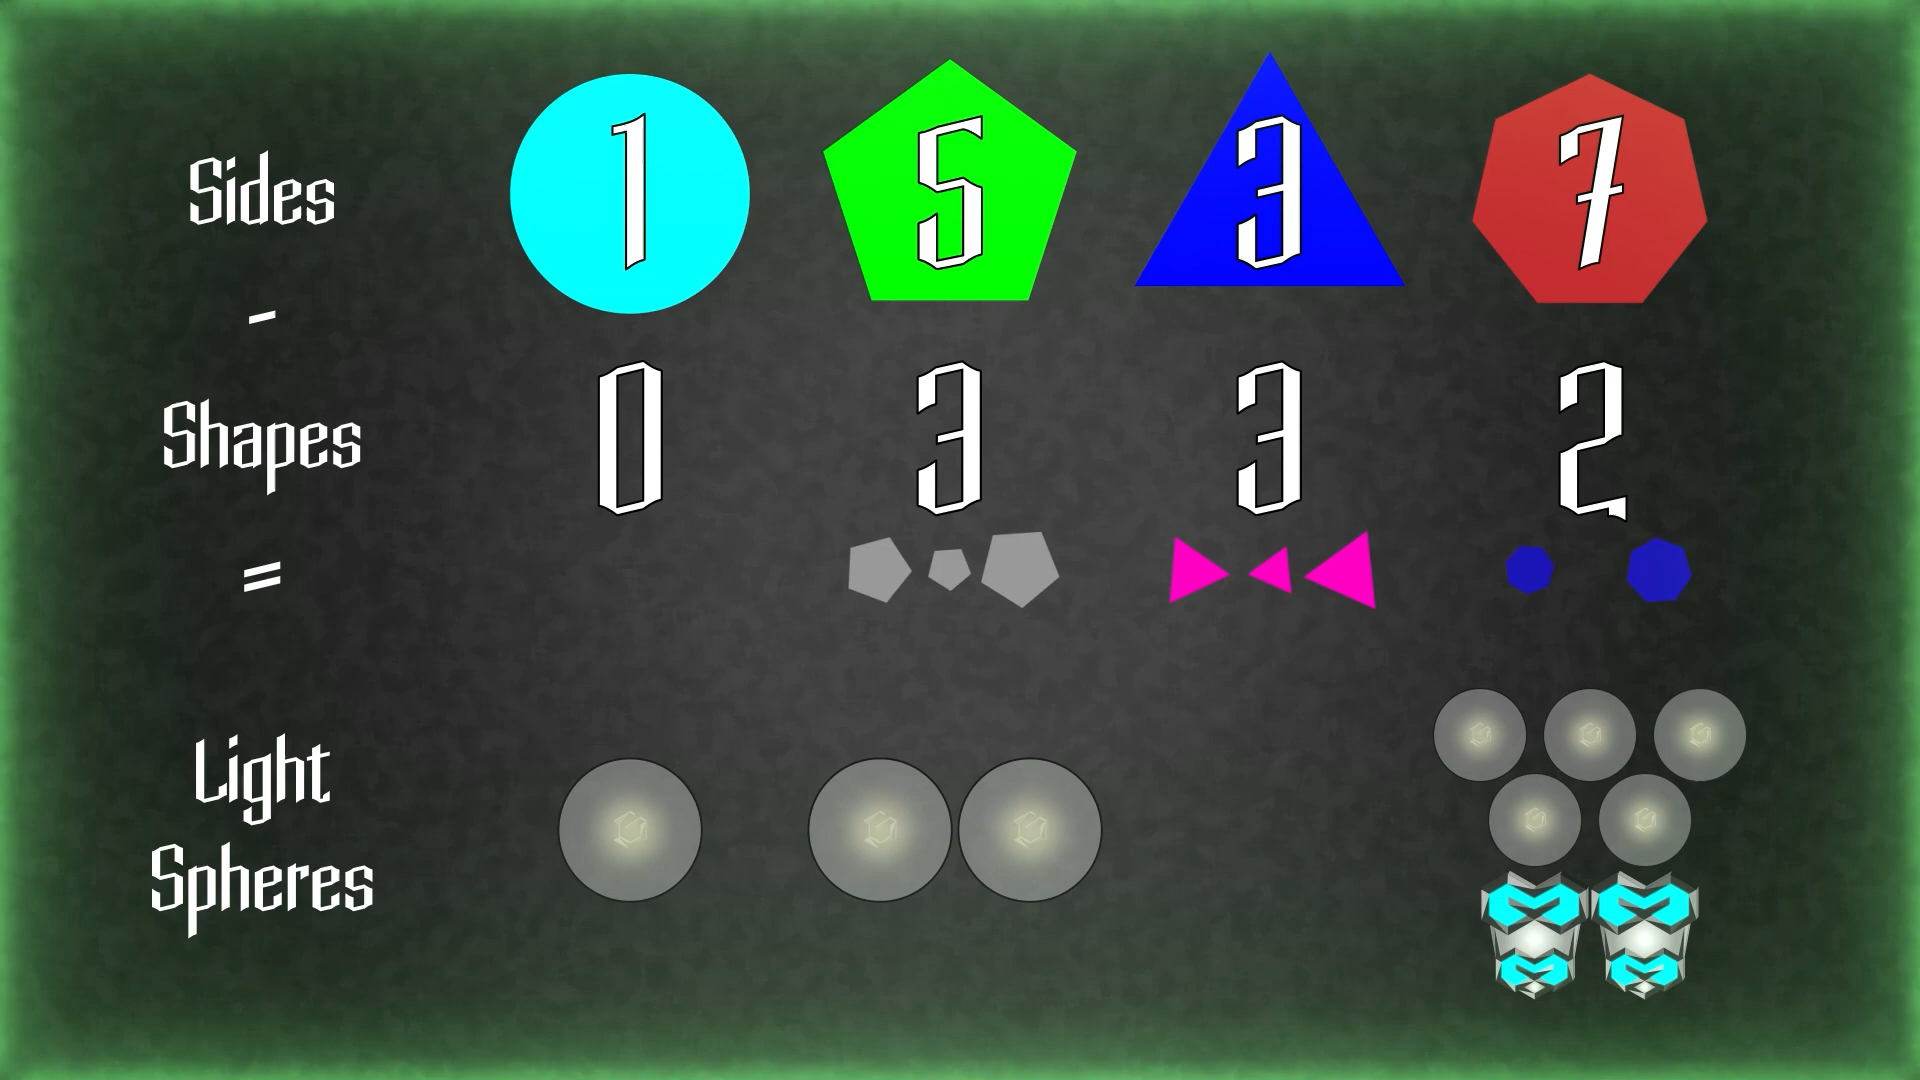 Sides 1 5 3 7
-
Shapes 0 3 3 2
=
Light
Spheres